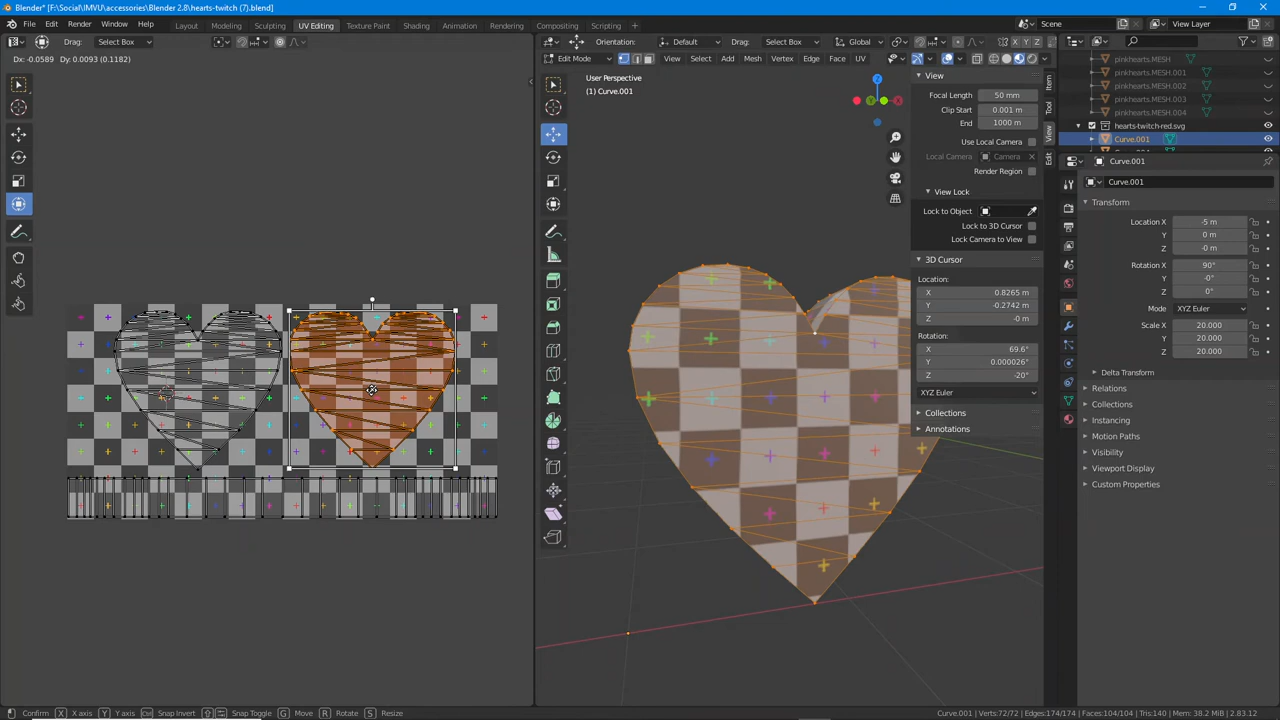 Blender* [F:\Social\IMVU\accessories\Blender 2.8\hearts-twitch (7).blend]
File Edit Render Window Help Layout Modeling Sculpting UV Editing Texture Paint Shading Animation Rendering Compositing Scripting + Scene View Layer
Drag: Select Box Orientation: Default Drag: Select Box Global X Y Z
Dx: -0.0589 Dy: 0.0093 (0.1182) Edit Mode View Select Add Mesh Vertex Edge Face UV
User Perspective
(1) Curve.001
Z
X
Y
View
Focal Length 50 mm
Clip Start 0.001 m
End 1000 m
Use Local Camera
Local Camera Camera
Render Region
View Lock
Lock to Object
Lock to 3D Cursor
Lock Camera to View
3D Cursor
Location:
X 0.8265 m
Y -0.2742 m
Z -0 m
Rotation:
X 69.6°
Y 0.000026°
Z -20°
XYZ Euler
Collections
Annotations
Item
Tool
View
Edit
pinkhearts.MESH
pinkhearts.MESH.001
pinkhearts.MESH.002
pinkhearts.MESH.003
pinkhearts.MESH.004
hearts-twitch-red.svg
Curve.001
Curve.001
Curve.001
Transform
Location X -5 m
Y 0 m
Z -0 m
Rotation X 90°
Y -0°
Z 0°
Mode XYZ Euler
Scale X 20.000
Y 20.000
Z 20.000
Delta Transform
Relations
Collections
Instancing
Motion Paths
Visibility
Viewport Display
Custom Properties
Confirm X X axis Y Y axis Snap Invert Snap Toggle G Move R Rotate Resize Curve.001 | Verts:72/72 | Edges:174/174 | Faces:104/104 | Tris:140 | Mem: 38.2 MiB | 2.83.12